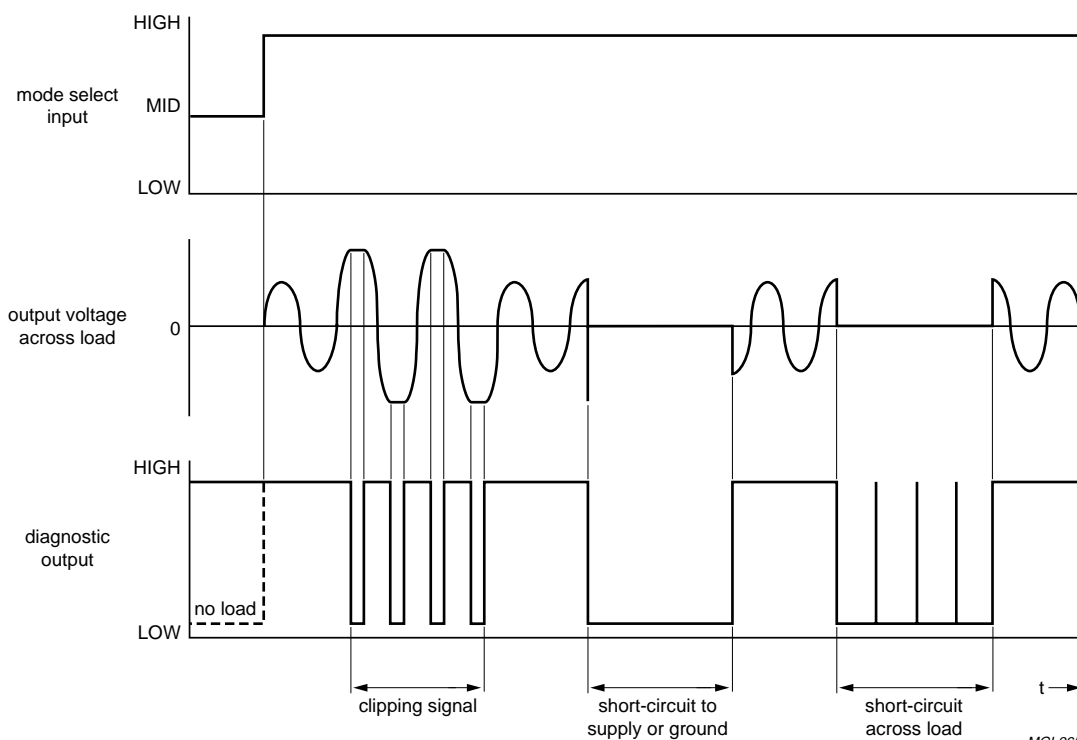 HIGH
mode select
input
MID
LOW
output voltage
across load
0
HIGH
diagnostic
output
no load
LOW
clipping signal
short-circuit to
supply or ground
short-circuit
across load
t